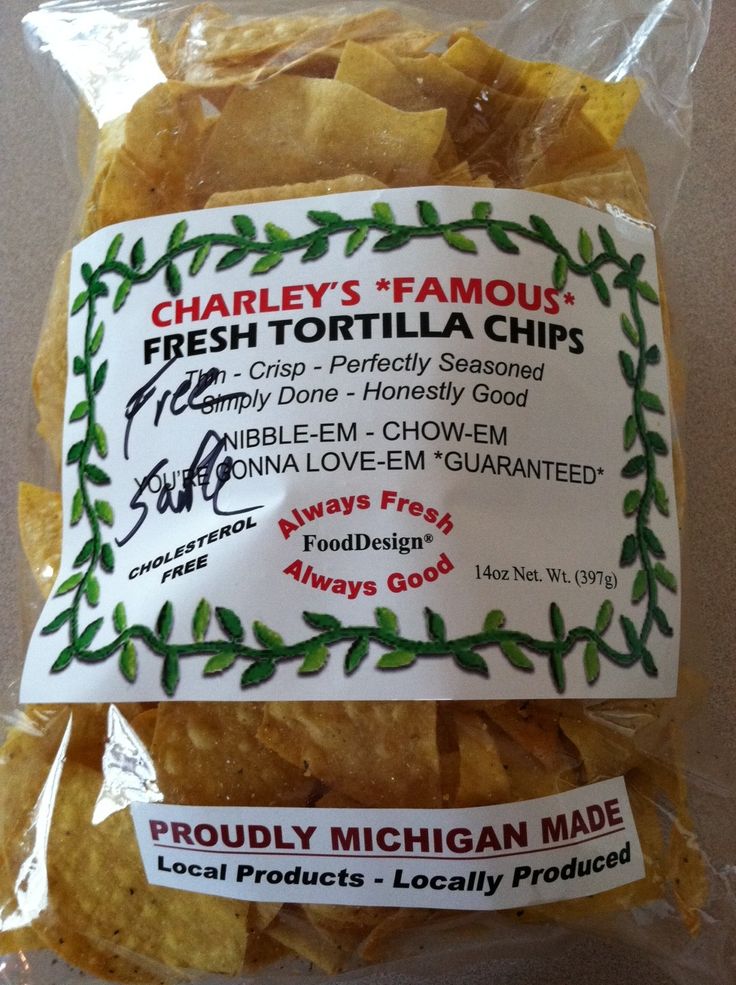 CHARLEY'S *FAMOUS*
FRESH TORTILLA CHIPS
Thin - Crisp - Perfectly Seasoned
Simply Done - Honestly Good
Free
NIBBLE-EM - CHOW-EM
YOU'RE GONNA LOVE-EM *GUARANTEED*
Sample
CHOLESTEROL
FREE
Always Fresh
FoodDesign®
Always Good
14oz Net. Wt. (397g)
PROUDLY MICHIGAN MADE
Local Products - Locally Produced